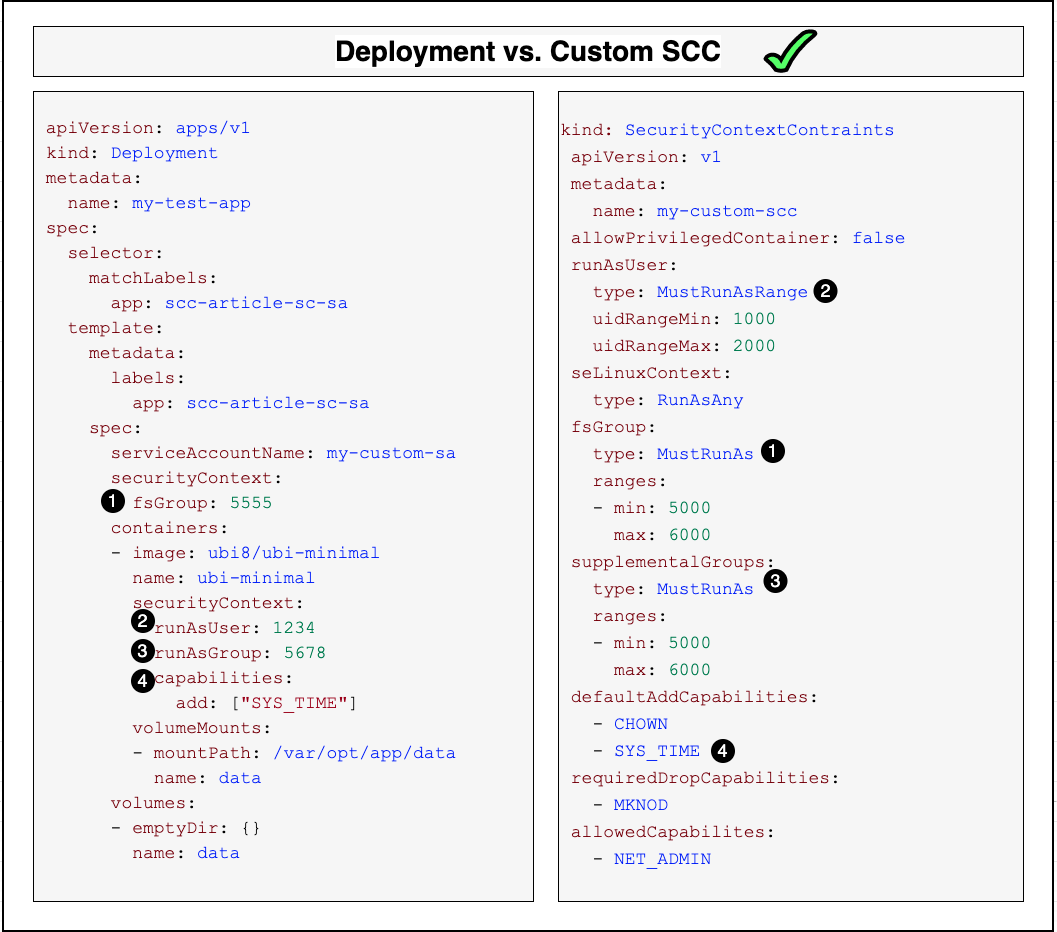 Deployment vs. Custom SCC
apiVersion: apps/v1
kind: Deployment
metadata:
  name: my-test-app
spec:
  selector:
    matchLabels:
      app: scc-article-sc-sa
  template:
    metadata:
      labels:
        app: scc-article-sc-sa
    spec:
      serviceAccountName: my-custom-sa
      securityContext:
      1 fsGroup: 5555
      containers:
      - image: ubi8/ubi-minimal
        name: ubi-minimal
        securityContext:
        2 runAsUser: 1234
        3 runAsGroup: 5678
        4 capabilities:
            add: ["SYS_TIME"]
        volumeMounts:
        - mountPath: /var/opt/app/data
          name: data
      volumes:
      - emptyDir: {}
        name: data
kind: SecurityContextContraints
apiVersion: v1
metadata:
  name: my-custom-scc
allowPrivilegedContainer: false
runAsUser:
  type: MustRunAsRange 2
  uidRangeMin: 1000
  uidRangeMax: 2000
seLinuxContext:
  type: RunAsAny
fsGroup:
  type: MustRunAs 1
  ranges:
  - min: 5000
    max: 6000
supplementalGroups:
  type: MustRunAs 3
  ranges:
  - min: 5000
    max: 6000
defaultAddCapabilities:
  - CHOWN
  - SYS_TIME 4
requiredDropCapabilities:
  - MKNOD
allowedCapabilites:
  - NET_ADMIN